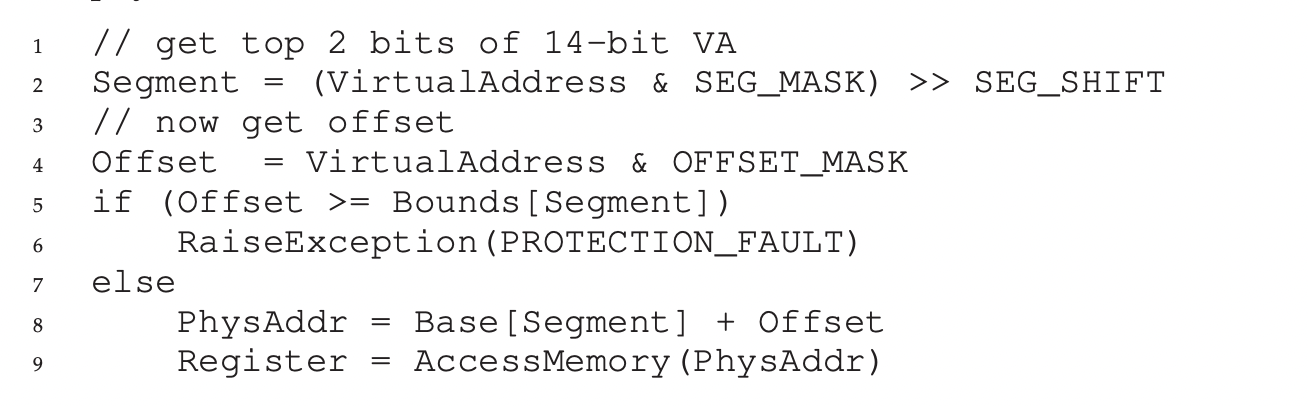 1 // get top 2 bits of 14-bit VA
2 Segment = (VirtualAddress & SEG_MASK) >> SEG_SHIFT
3 // now get offset
4 Offset  = VirtualAddress & OFFSET_MASK
5 if (Offset >= Bounds[Segment])
6     RaiseException(PROTECTION_FAULT)
7 else
8     PhysAddr = Base[Segment] + Offset
9     Register = AccessMemory(PhysAddr)